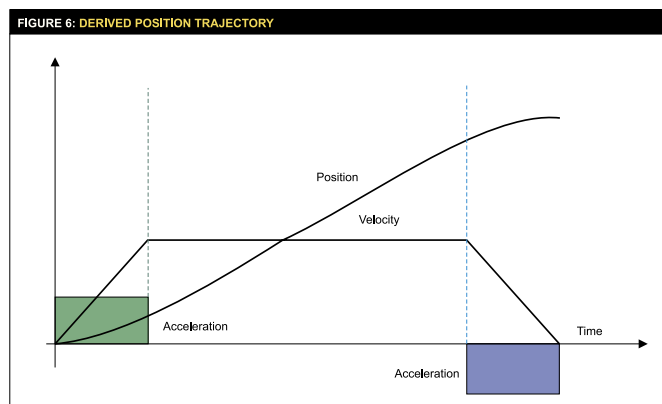 FIGURE 6: DERIVED POSITION TRAJECTORY
Position
Velocity
Acceleration
Time
Acceleration